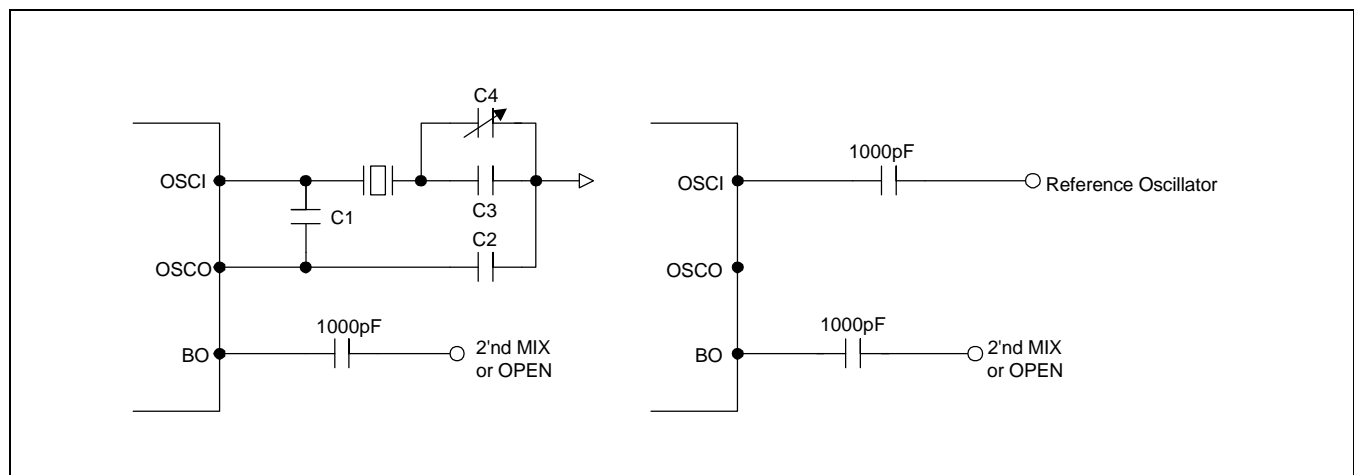 C4
OSCI
C1
C3
C2
OSCO
1000pF
BO
2'nd MIX
or OPEN
1000pF
OSCI
Reference Oscillator
OSCO
1000pF
BO
2'nd MIX
or OPEN